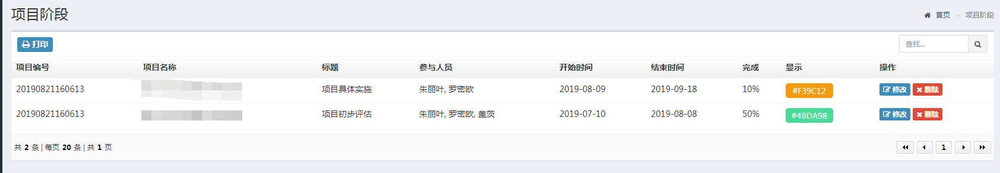 项目阶段
首页 > 项目阶段
打印
查找...
项目编号 项目名称 标题 参与人员 开始时间 结束时间 完成 显示 操作
20190821160613 项目具体实施 朱丽叶, 罗密欧 2019-08-09 2019-09-18 10% #F39C12 修改 删除
20190821160613 项目初步评估 朱丽叶, 罗密欧, 盖茨 2019-07-10 2019-08-08 50% #4BDA98 修改 删除
共 2 条 | 每页 20 条 | 共 1 页
1